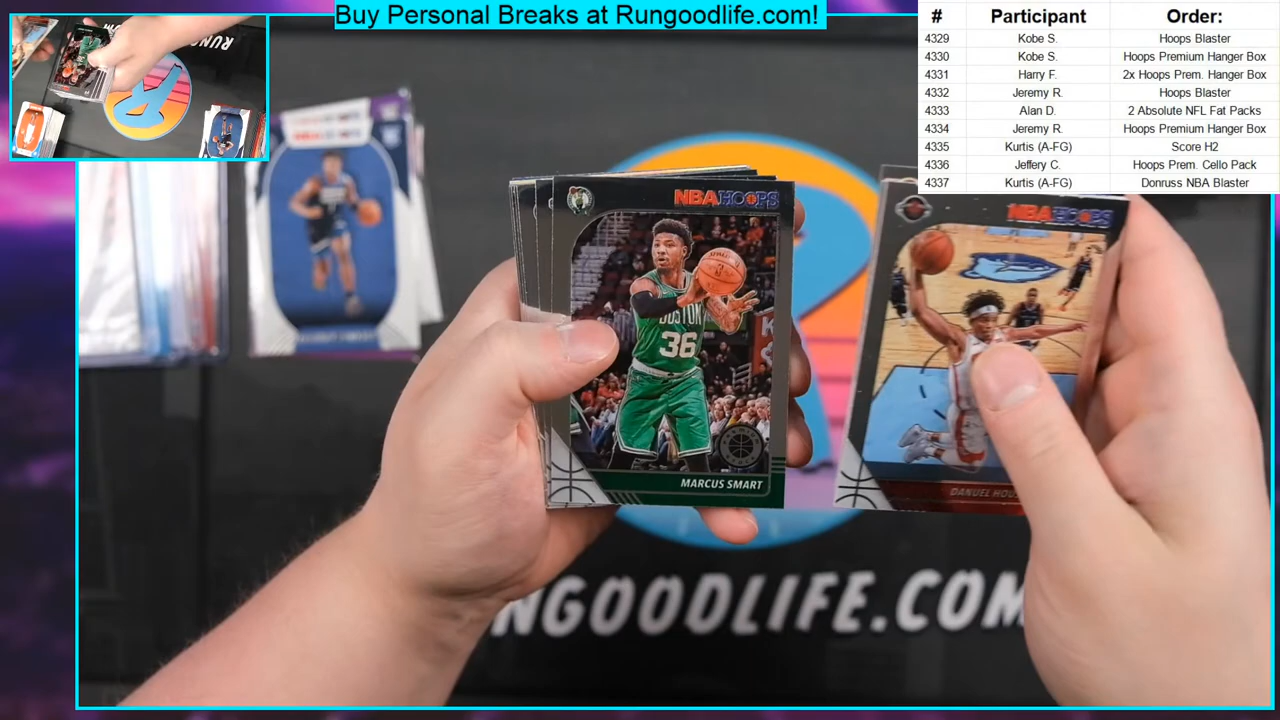 Buy Personal Breaks at Rungoodlife.com!
# Participant Order:
4329 Kobe S. Hoops Blaster
4330 Kobe S. Hoops Premium Hanger Box
4331 Harry F. 2x Hoops Prem. Hanger Box
4332 Jeremy R. Hoops Blaster
4333 Alan D. 2 Absolute NFL Fat Packs
4334 Jeremy R. Hoops Premium Hanger Box
4335 Kurtis (A-FG) Score H2
4336 Jeffery C. Hoops Prem. Cello Pack
4337 Kurtis (A-FG) Donruss NBA Blaster
NBA HOOPS
NBA HOOPS
BOSTON
36
MARCUS SMART
DANUEL HOUS
NGOODLIFE.COM